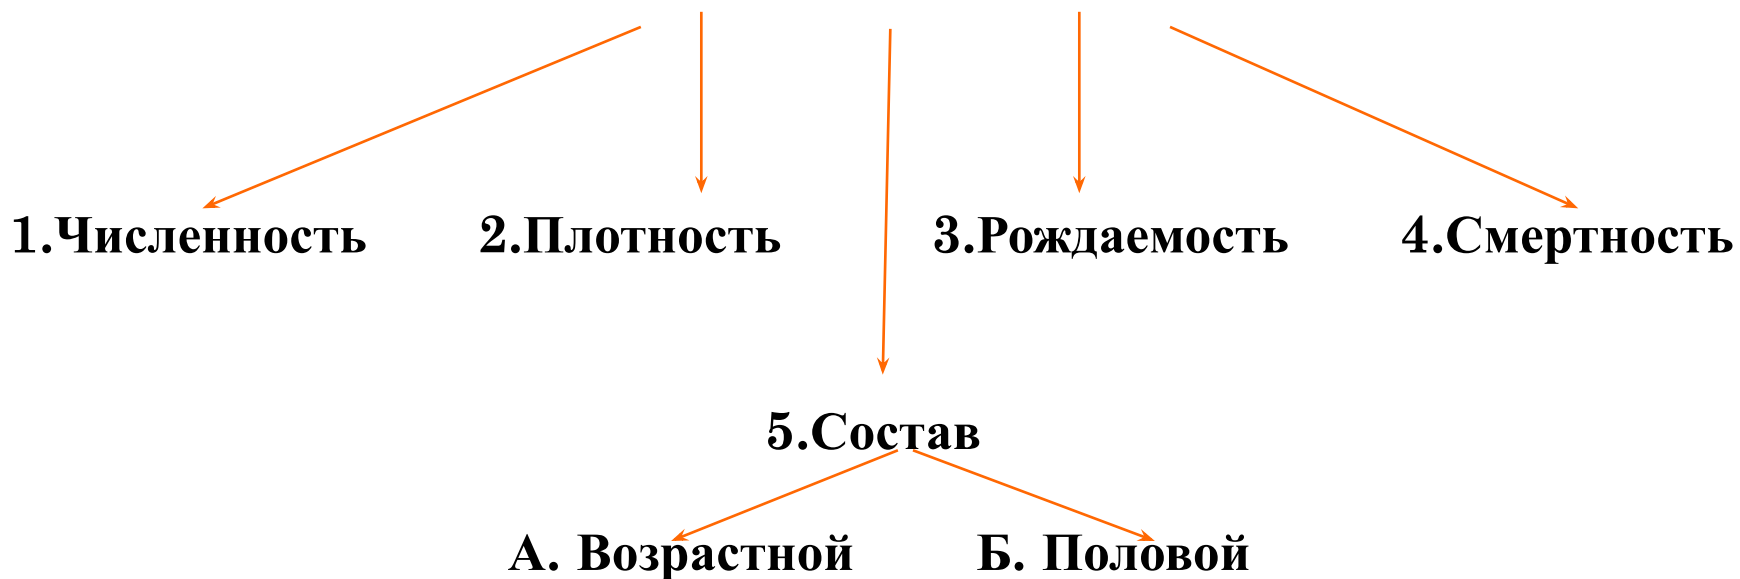 1.Численность 2.Плотность 3.Рождаемость 4.Смертность
5.Состав
А. Возрастной Б. Половой